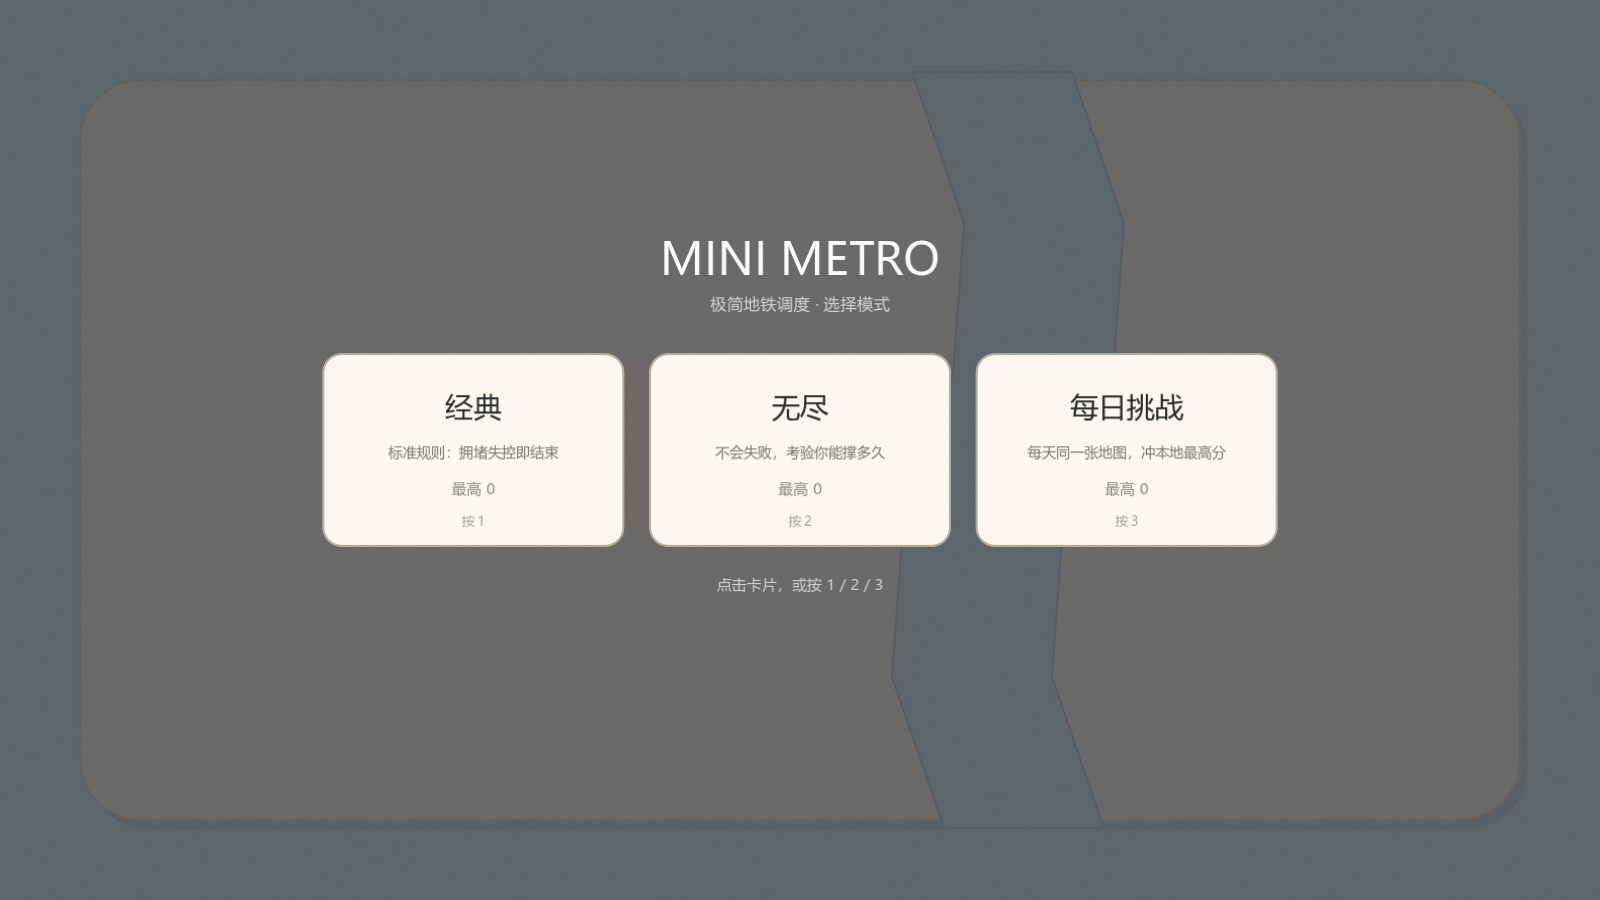 MINI METRO
极简地铁调度 · 选择模式
经典
标准规则：拥堵失控即结束
最高 0
按 1
无尽
不会失败，考验你能撑多久
最高 0
按 2
每日挑战
每天同一张地图，冲本地最高分
最高 0
按 3
点击卡片，或按 1 / 2 / 3